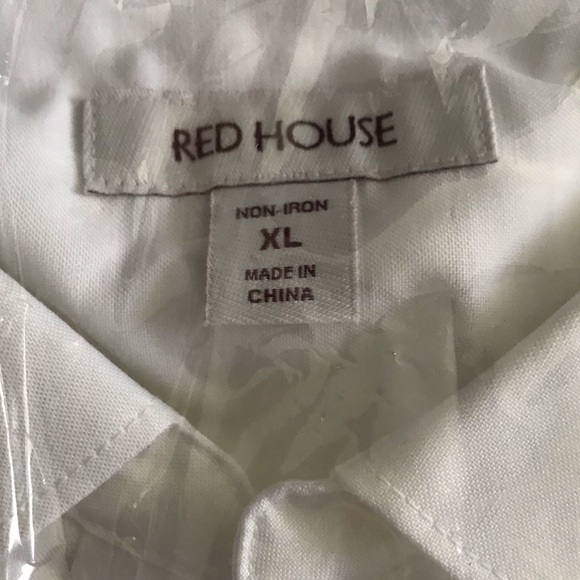 RED HOUSE
NON-IRON
XL
MADE IN
CHINA